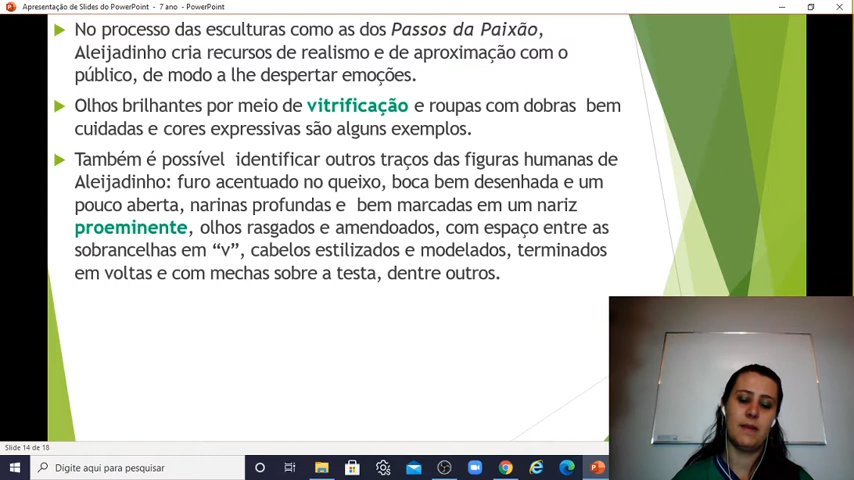 Apresentação de Slides do PowerPoint - 7 ano - PowerPoint
No processo das esculturas como as dos Passos da Paixão,
Aleijadinho cria recursos de realismo e de aproximação com o
público, de modo a lhe despertar emoções.
Olhos brilhantes por meio de vitrificação e roupas com dobras bem
cuidadas e cores expressivas são alguns exemplos.
Também é possível identificar outros traços das figuras humanas de
Aleijadinho: furo acentuado no queixo, boca bem desenhada e um
pouco aberta, narinas profundas e bem marcadas em um nariz
proeminente, olhos rasgados e amendoados, com espaço entre as
sobrancelhas em “v”, cabelos estilizados e modelados, terminados
em voltas e com mechas sobre a testa, dentre outros.
Slide 14 de 18
Digite aqui para pesquisar